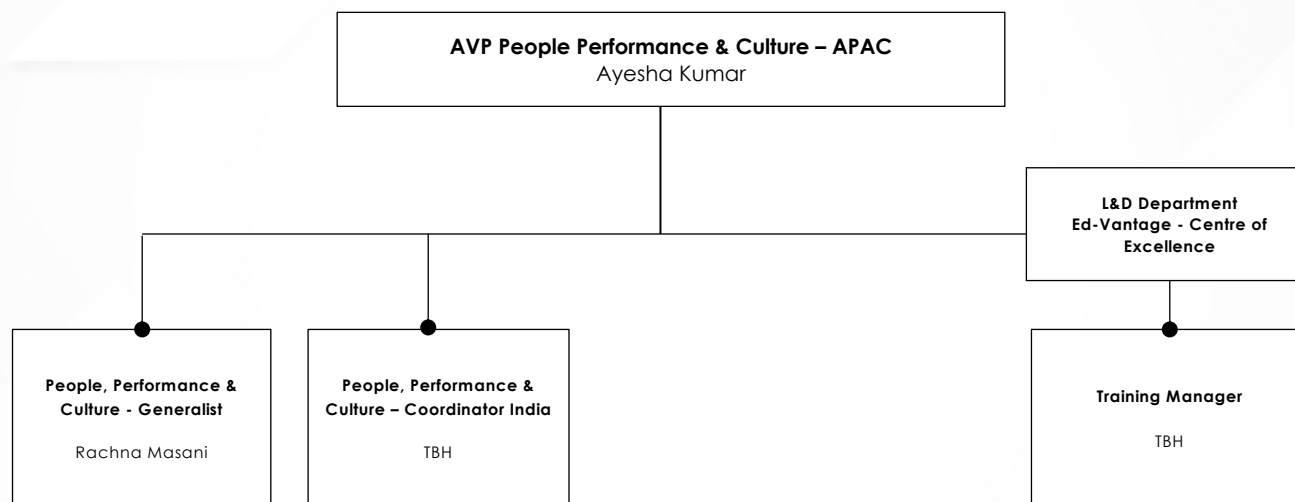 AVP People Performance & Culture – APAC
Ayesha Kumar
L&D Department
Ed-Vantage - Centre of
Excellence
People, Performance &
Culture - Generalist
Rachna Masani
People, Performance &
Culture – Coordinator India
TBH
Training Manager
TBH